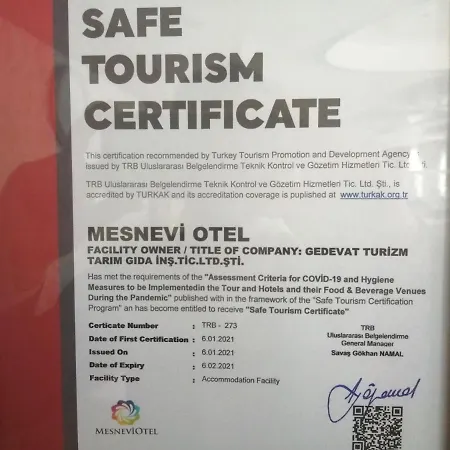 SAFE
TOURISM
CERTIFICATE
This certification recommended by Turkey Tourism Promotion and Development Agency
Issued by TRB Uluslararası Belgelendirme Teknik Kontrol ve Gözetim Hizmetleri Tic. Ltd. Şti.
TRB Uluslararası Belgelendirme Teknik Kontrol ve Gözetim Hizmetleri Tic. Ltd. Şti., is
accredited by TURKAK and its accreditation coverage is puplished at www.turkak.org.tr
MESNEVİ OTEL
FACILITY OWNER / TITLE OF COMPANY: GEDEVAT TURİZM
TARIM GIDA İNŞ.TİC.LTD.ŞTİ.
Has met the requirements of the "Assessment Criteria for COVİD-19 and Hygiene
Measures to be Implementedin the Tour and Hotels and their Food & Beverage Venues
During the Pandemic" published with in the framework of the "Safe Tourism Certification
Program" an has become entitled to receive "Safe Tourism Certificate"
Certicate Number : TRB - 273
Date of First Certification : 6.01.2021
Issued On : 6.01.2021
Date of Expiry : 6.02.2021
Facility Type : Accommodation Facility
TRB
Uluslararası Belgelendirme
General Manager
Savaş Gökhan NAMAL
MESNEVİOTEL